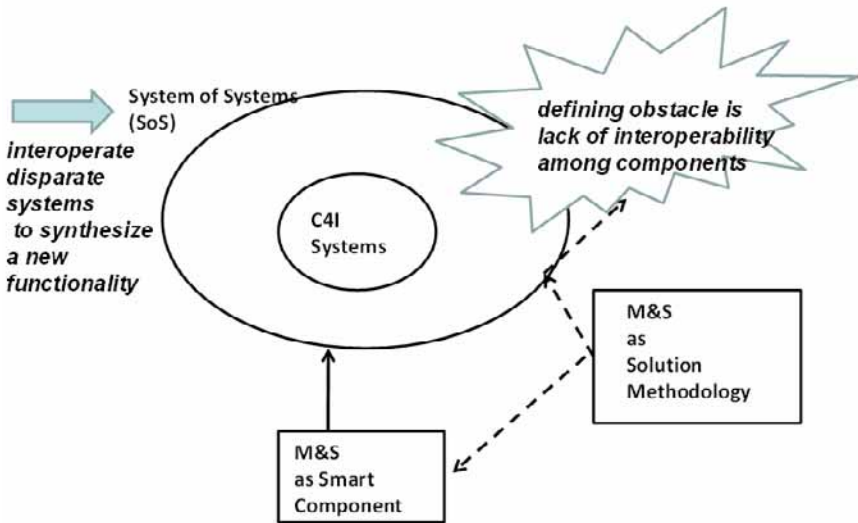 System of Systems
(SoS)
interoperate
disparate
systems
to synthesize
a new
functionality
defining obstacle is
lack of interoperability
among components
C4I
Systems
M&S
as
Solution
Methodology
M&S
as Smart
Component